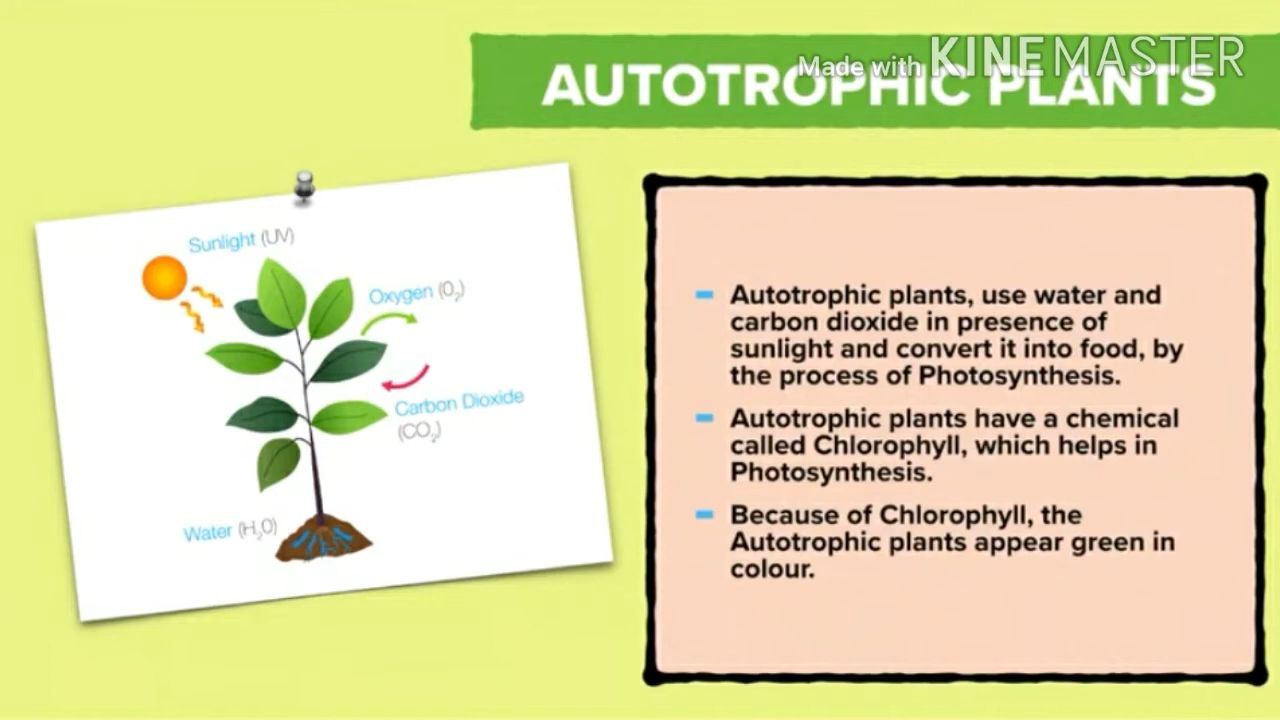 Made with KINEMASTER
AUTOTROPHIC PLANTS
Sunlight (UV)
Oxygen (O₂)
Carbon Dioxide
(CO₂)
Water (H₂O)
- Autotrophic plants, use water and
carbon dioxide in presence of
sunlight and convert it into food, by
the process of Photosynthesis.
- Autotrophic plants have a chemical
called Chlorophyll, which helps in
Photosynthesis.
- Because of Chlorophyll, the
Autotrophic plants appear green in
colour.